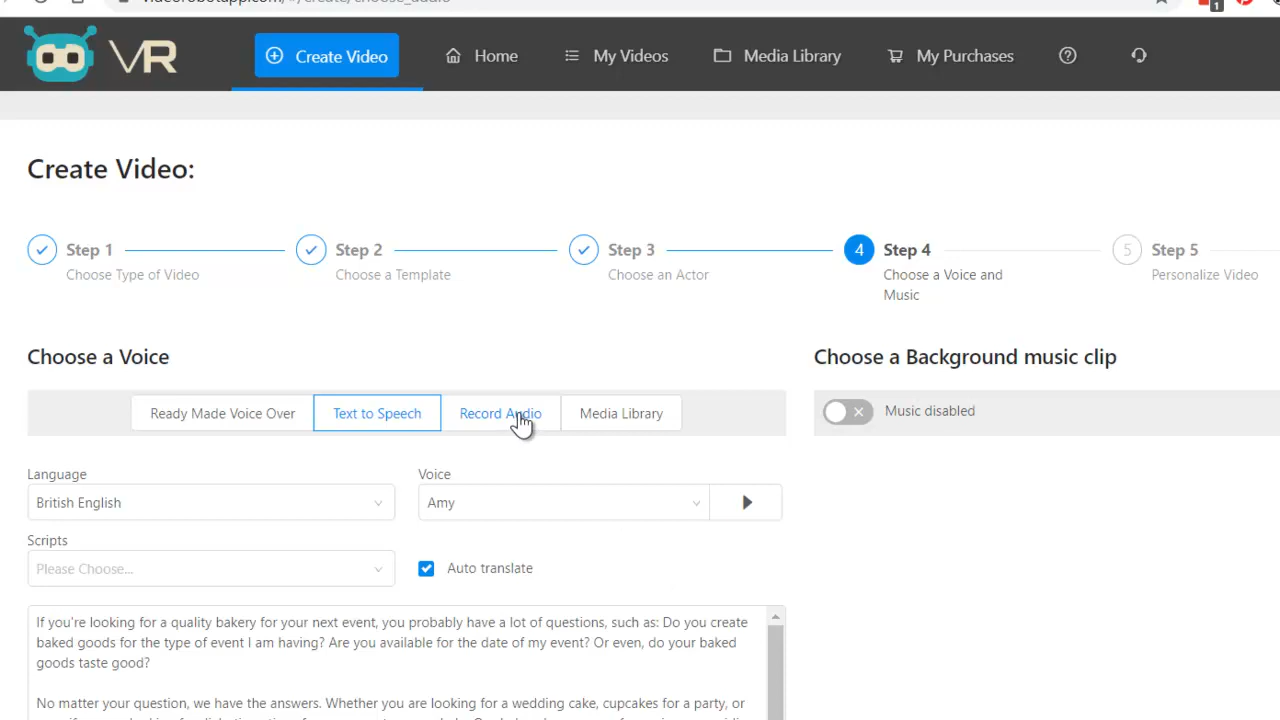 VR
Create Video
Home
My Videos
Media Library
My Purchases
1
Create Video:
Step 1
Choose Type of Video
Step 2
Choose a Template
Step 3
Choose an Actor
4 Step 4
Choose a Voice and
Music
5 Step 5
Personalize Video
Choose a Voice
Choose a Background music clip
Ready Made Voice Over
Text to Speech
Record Audio
Media Library
Music disabled
Language
British English
Voice
Amy
Scripts
Please Choose...
Auto translate
If you're looking for a quality bakery for your next event, you probably have a lot of questions, such as: Do you create
baked goods for the type of event I am having? Are you available for the date of my event? Or even, do your baked
goods taste good?
No matter your question, we have the answers. Whether you are looking for a wedding cake, cupcakes for a party, or